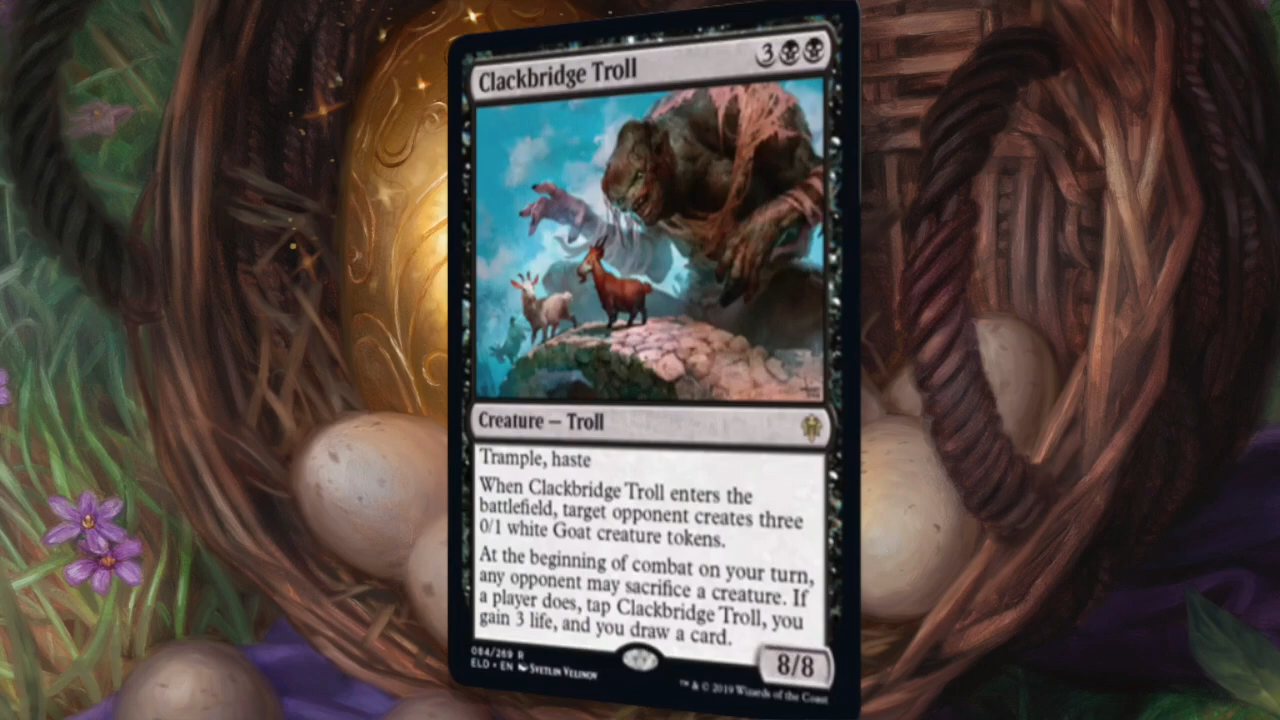 Clackbridge Troll 3
Creature — Troll
Trample, haste
When Clackbridge Troll enters the
battlefield, target opponent creates three
0/1 white Goat creature tokens.
At the beginning of combat on your turn,
any opponent may sacrifice a creature. If
a player does, tap Clackbridge Troll, you
gain 3 life, and you draw a card.
8/8
084/269 R
ELD • EN Svetlin Velinov
™ & © 2019 Wizards of the Coast